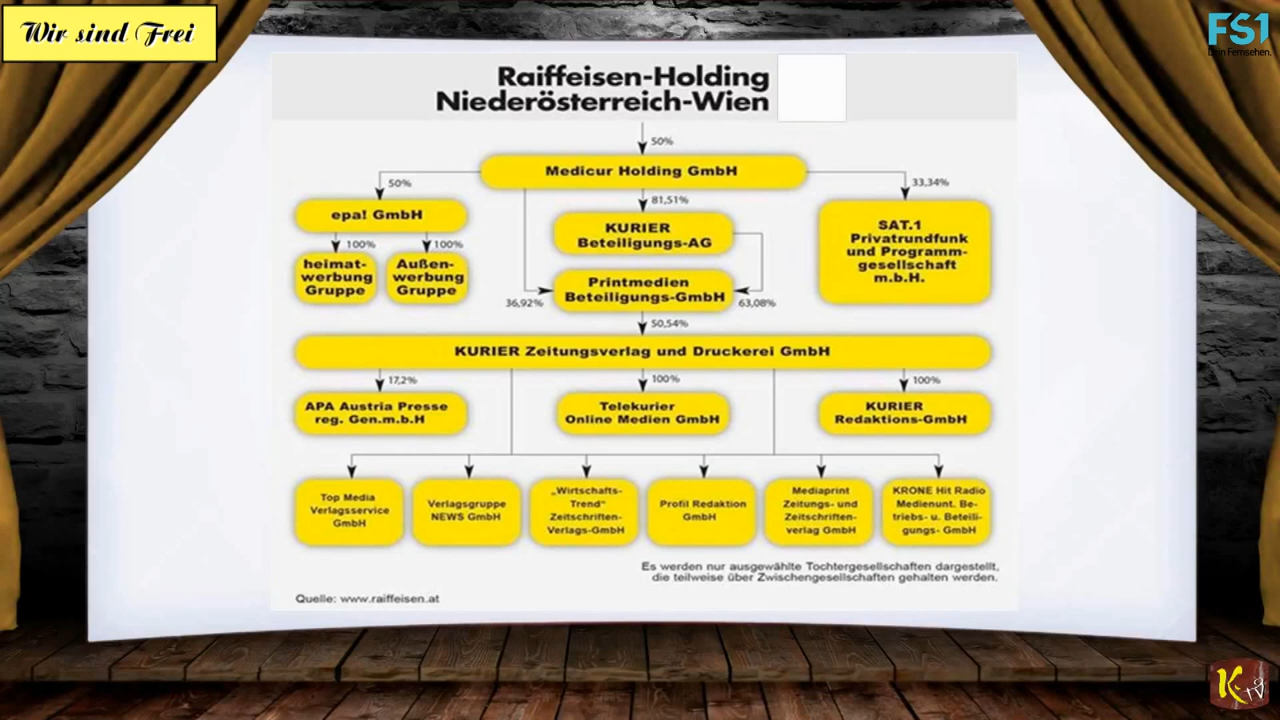 Wir sind Frei
FS1
Dein Fernsehen.
Raiffeisen-Holding
Niederösterreich-Wien
50%
Medicur Holding GmbH
50%
81,51%
33,34%
epa! GmbH
100%
100%
heimat-
werbung
Gruppe
Außen-
werbung
Gruppe
KURIER
Beteiligungs-AG
Printmedien
Beteiligungs-GmbH
36,92%
63,08%
SAT.1
Privatrundfunk
und Programm-
gesellschaft
m.b.H.
50,54%
KURIER Zeitungsverlag und Druckerei GmbH
17,2%
100%
100%
APA Austria Presse
reg. Gen.m.b.H
Telekurier
Online Medien GmbH
KURIER
Redaktions-GmbH
Top Media
Verlagsservice
GmbH
Verlagsgruppe
NEWS GmbH
„Wirtschafts-
Trend“
Zeitschriften-
Verlags-GmbH
Profil Redaktion
GmbH
Mediaprint
Zeitungs- und
Zeitschriften-
verlag GmbH
KRONE Hit Radio
Medienunt. Be-
triebs- u. Beteili-
gungs- GmbH
Es werden nur ausgewählte Tochtergesellschaften dargestellt,
die teilweise über Zwischengesellschaften gehalten werden.
Quelle: www.raiffeisen.at
K
tv